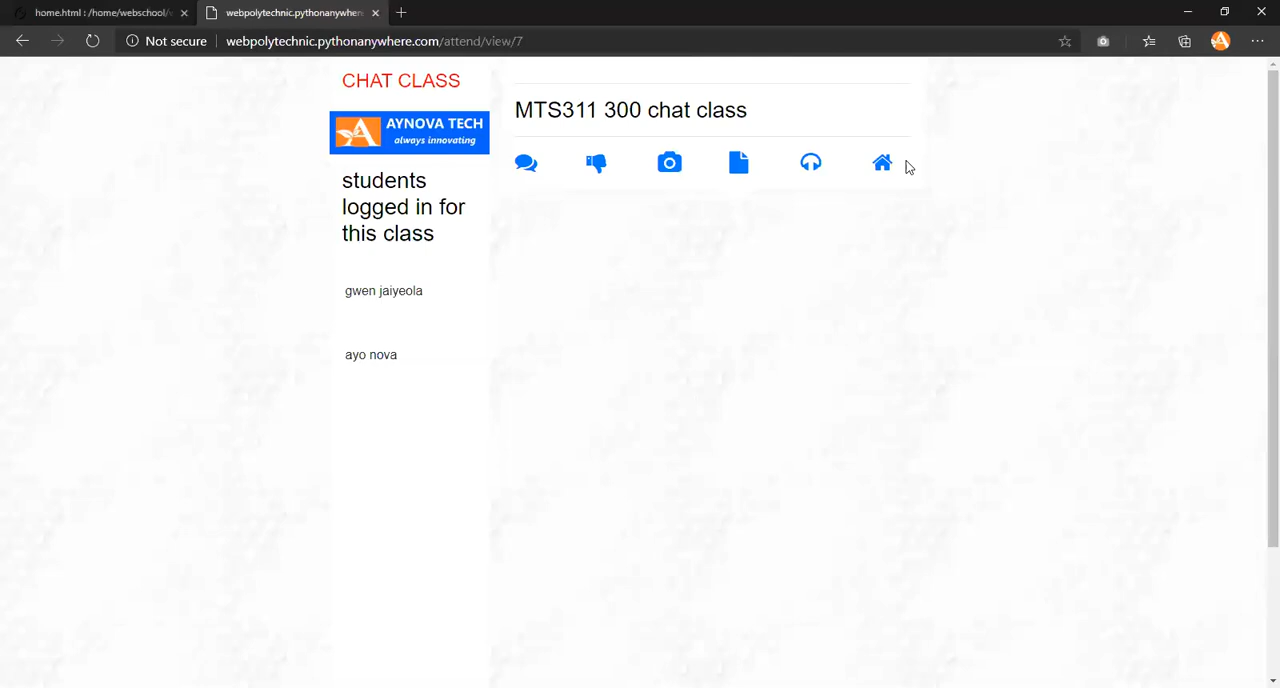 home.html : /home/webschool/
webpolytechnic.pythonanywhere
Not secure
webpolytechnic.pythonanywhere.com/attend/view/7
CHAT CLASS
AYNOVA TECH
always innovating
students
logged in for
this class
gwen jaiyeola
ayo nova
MTS311 300 chat class